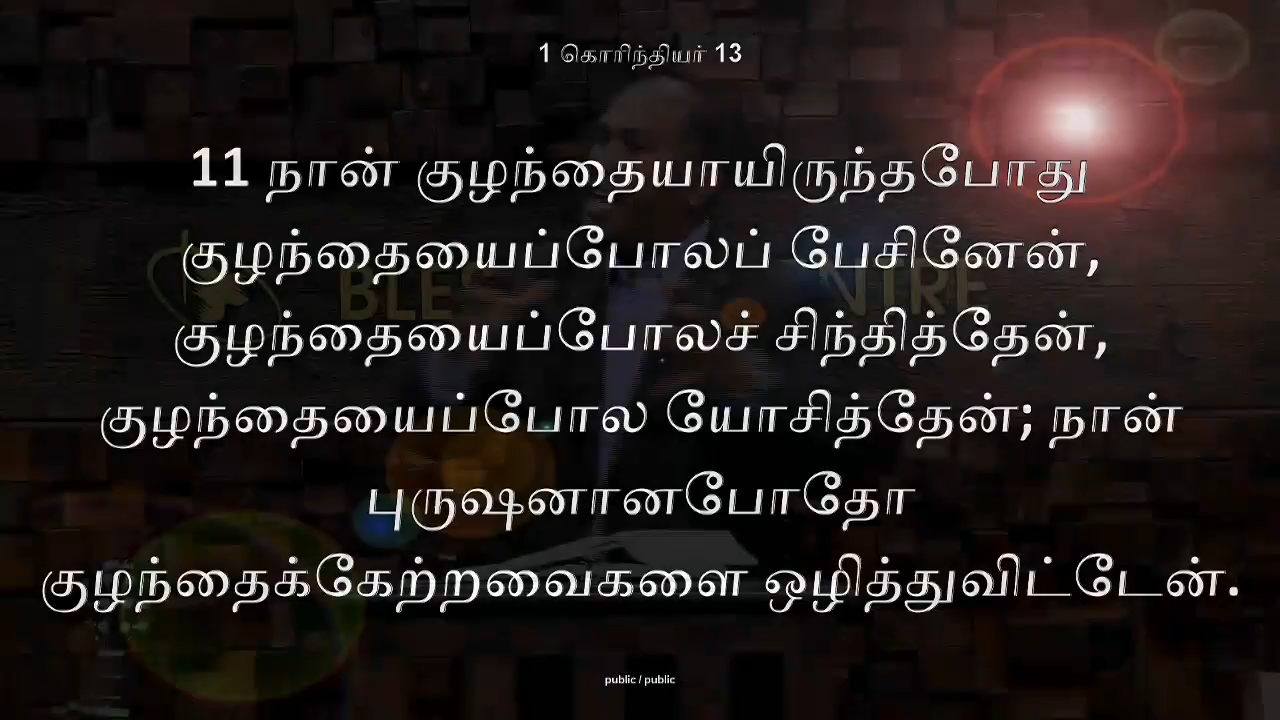 1 கொரிந்தியர் 13
11 நான் குழந்தையாயிருந்தபோது
குழந்தையைப்போலப் பேசினேன்,
குழந்தையைப்போலச் சிந்தித்தேன்,
குழந்தையைப்போல யோசித்தேன்; நான்
புருஷனானபோதோ
குழந்தைக்கேற்றவைகளை ஒழித்துவிட்டேன்.
public / public